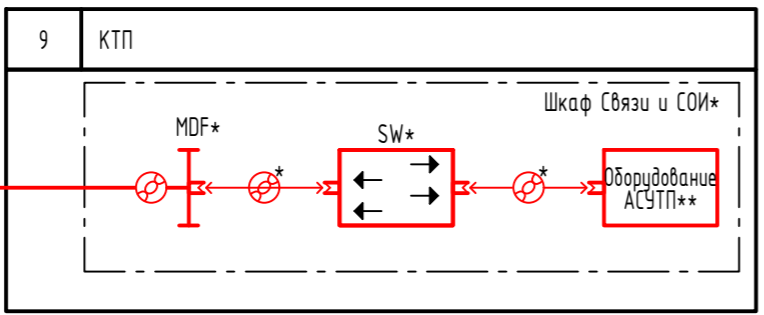 9 КТП
Шкаф Связи и СОИ*
MDF*
SW*
*
*
Оборудование
АСУТП**